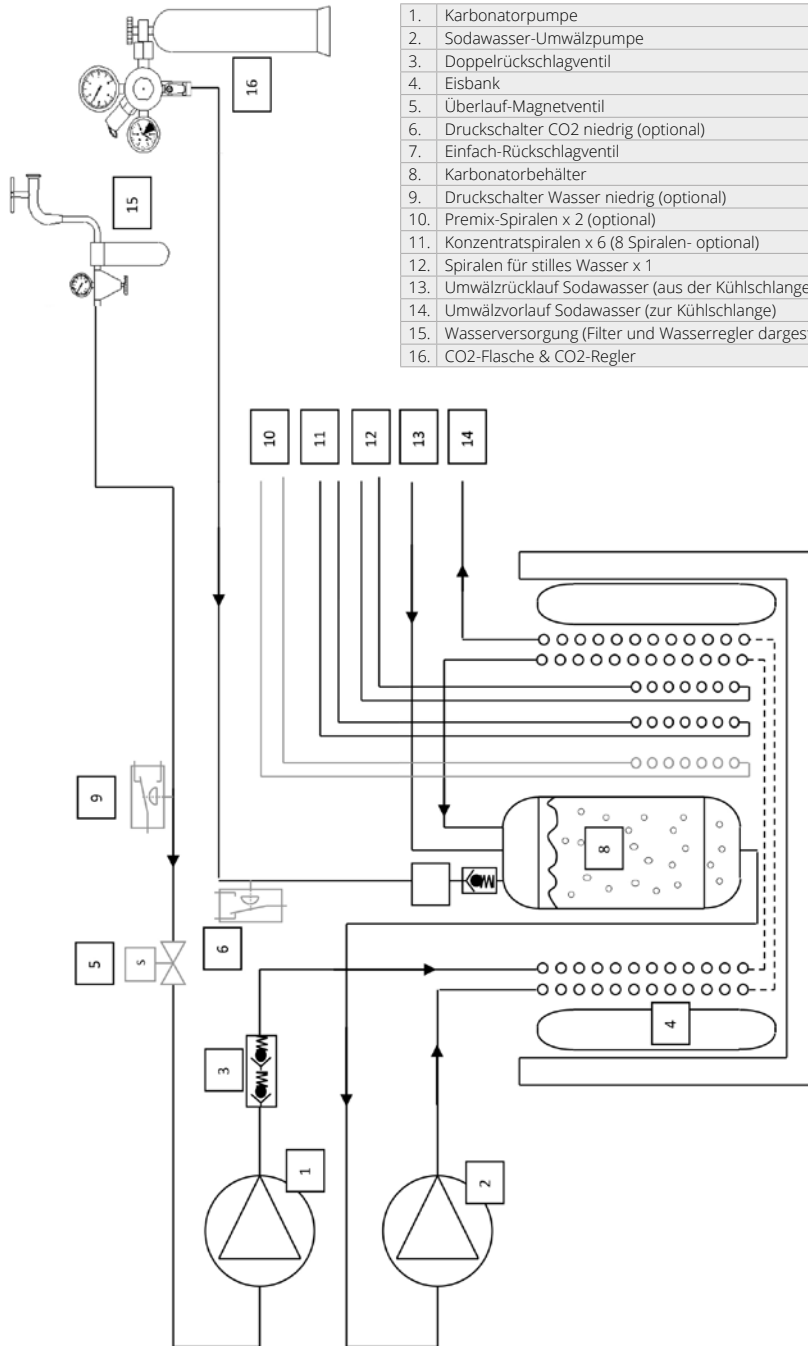 1. Karbonatorpumpe
2. Sodawasser-Umwälzpumpe
3. Doppelrückschlagventil
4. Eisbank
5. Überlauf-Magnetventil
6. Druckschalter CO2 niedrig (optional)
7. Einfach-Rückschlagventil
8. Karbonatorbehälter
9. Druckschalter Wasser niedrig (optional)
10. Premix-Spiralen x 2 (optional)
11. Konzentratspiralen x 6 (8 Spiralen- optional)
12. Spiralen für stilles Wasser x 1
13. Umwälzrücklauf Sodawasser (aus der Kühlschlange
14. Umwälzvorlauf Sodawasser (zur Kühlschlange)
15. Wasserversorgung (Filter und Wasserregler darges
16. CO2-Flasche & CO2-Regler
16
15
10
11
12
13
14
9
8
6
5
S
4
3
1
2